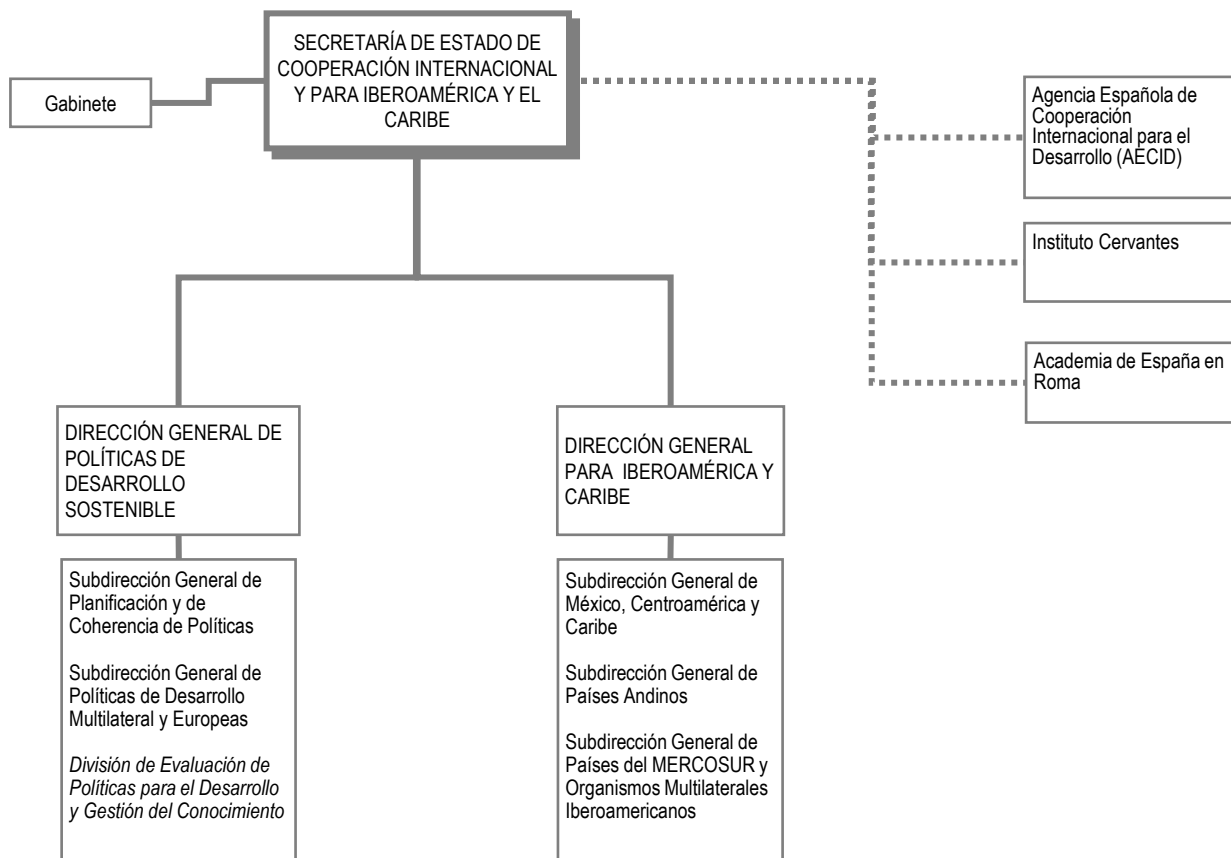 SECRETARÍA DE ESTADO DE
COOPERACIÓN INTERNACIONAL
Y PARA IBEROAMÉRICA Y EL
CARIBE
Gabinete
Agencia Española de
Cooperación
Internacional para el
Desarrollo (AECID)
Instituto Cervantes
Academia de España en
Roma
DIRECCIÓN GENERAL DE
POLÍTICAS DE
DESARROLLO
SOSTENIBLE
Subdirección General de
Planificación y de
Coherencia de Políticas
Subdirección General de
Políticas de Desarrollo
Multilateral y Europeas
División de Evaluación de
Políticas para el Desarrollo
y Gestión del Conocimiento
DIRECCIÓN GENERAL
PARA IBEROAMÉRICA Y
CARIBE
Subdirección General de
México, Centroamérica y
Caribe
Subdirección General de
Países Andinos
Subdirección General de
Países del MERCOSUR y
Organismos Multilaterales
Iberoamericanos